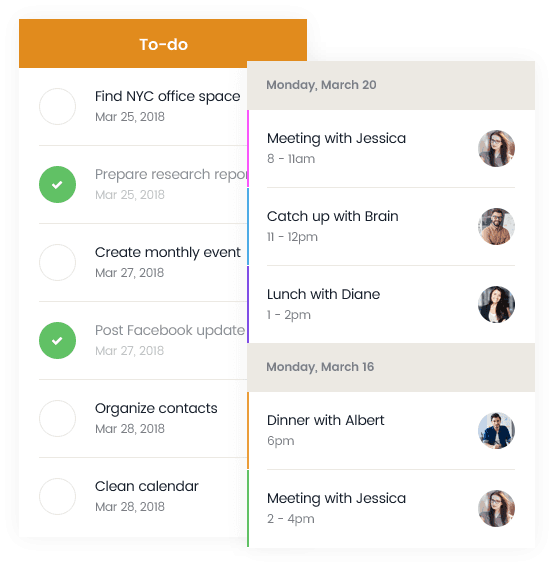 To-do
Find NYC office space
Mar 25, 2018
Prepare research repor
Mar 25, 2018
Create monthly event
Mar 27, 2018
Post Facebook update
Mar 27, 2018
Organize contacts
Mar 28, 2018
Clean calendar
Mar 28, 2018
Monday, March 20
Meeting with Jessica
8 - 11am
Catch up with Brain
11 - 12pm
Lunch with Diane
1 - 2pm
Monday, March 16
Dinner with Albert
6pm
Meeting with Jessica
2 - 4pm